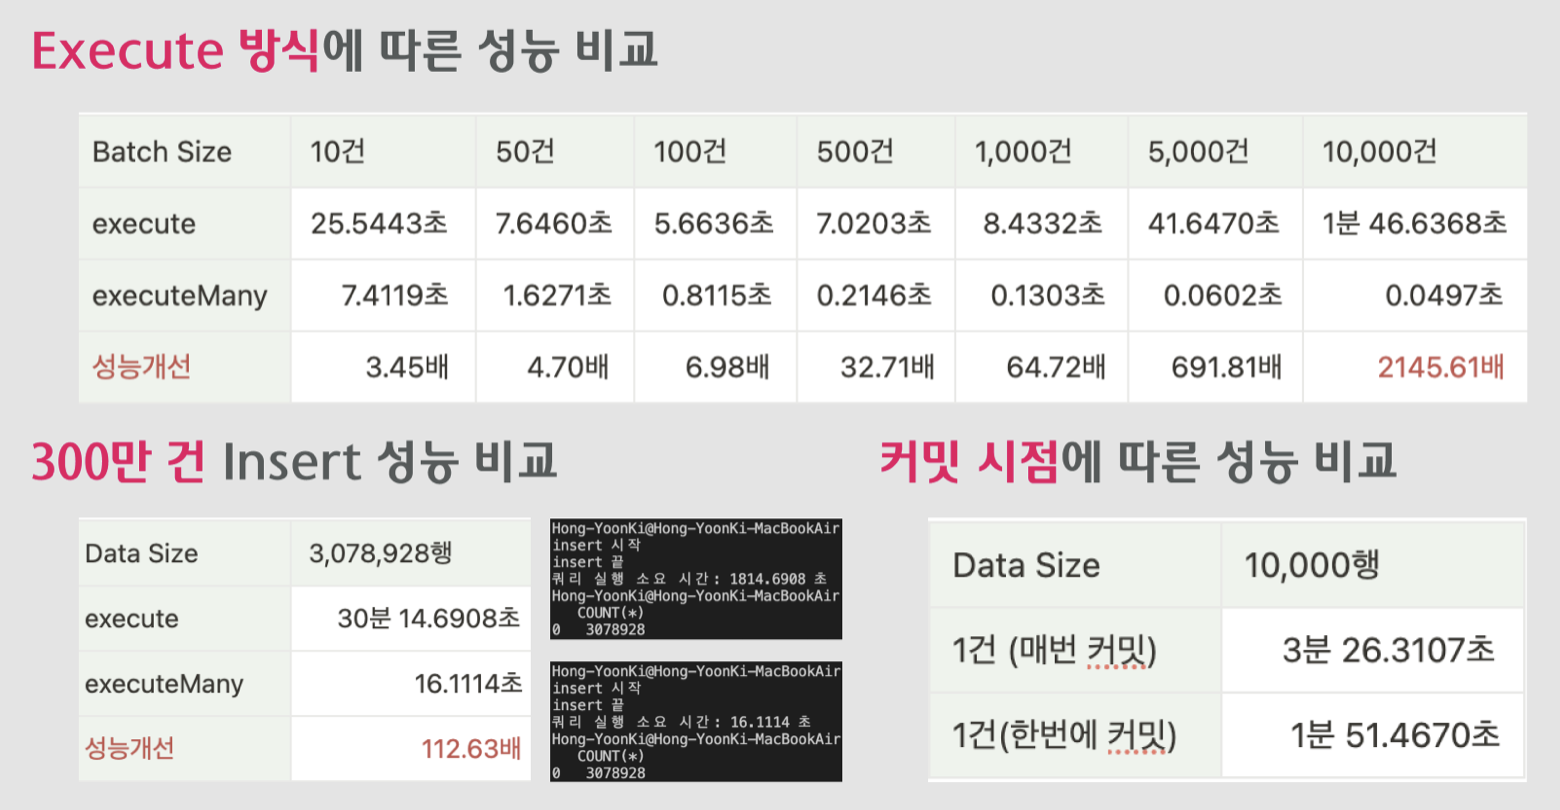 Execute 방식에 따른 성능 비교
Batch Size 10건 50건 100건 500건 1,000건 5,000건 10,000건
execute 25.5443초 7.6460초 5.6636초 7.0203초 8.4332초 41.6470초 1분 46.6368초
executeMany 7.4119초 1.6271초 0.8115초 0.2146초 0.1303초 0.0602초 0.0497초
성능개선 3.45배 4.70배 6.98배 32.71배 64.72배 691.81배 2145.61배
300만 건 Insert 성능 비교
Data Size 3,078,928행
execute 30분 14.6908초
executeMany 16.1114초
성능개선 112.63배
Hong-YoonKi@Hong-YoonKi-MacBookAir
insert 시작
insert 끝
쿼리 실행 소요 시간: 1814.6908 초
Hong-YoonKi@Hong-YoonKi-MacBookAir
COUNT(*)
0 3078928
Hong-YoonKi@Hong-YoonKi-MacBookAir
insert 시작
insert 끝
쿼리 실행 소요 시간: 16.1114 초
Hong-YoonKi@Hong-YoonKi-MacBookAir
COUNT(*)
0 3078928
커밋 시점에 따른 성능 비교
Data Size 10,000행
1건 (매번 커밋) 3분 26.3107초
1건(한번에 커밋) 1분 51.4670초